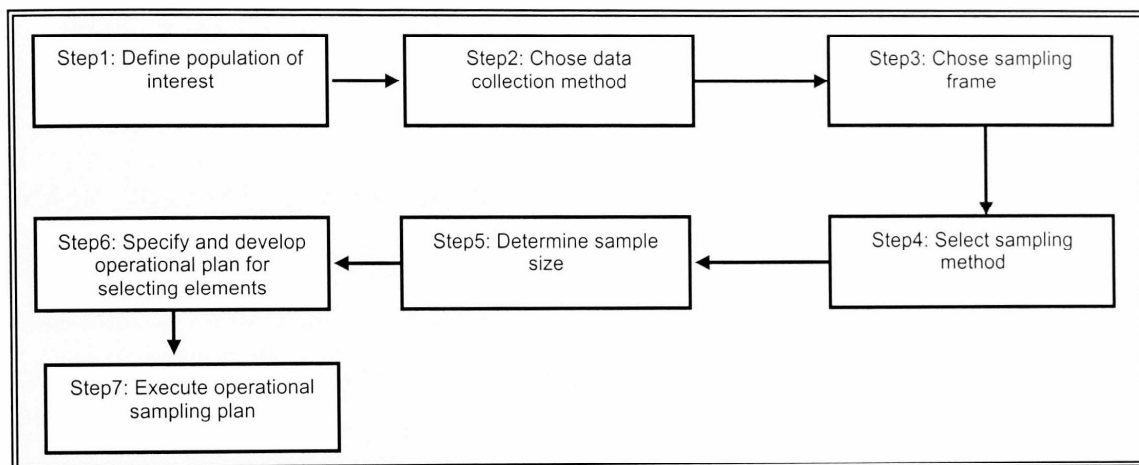 Step1: Define population of
interest
Step2: Chose data
collection method
Step3: Chose sampling
frame
Step4: Select sampling
method
Step5: Determine sample
size
Step6: Specify and develop
operational plan for
selecting elements
Step7: Execute operational
sampling plan